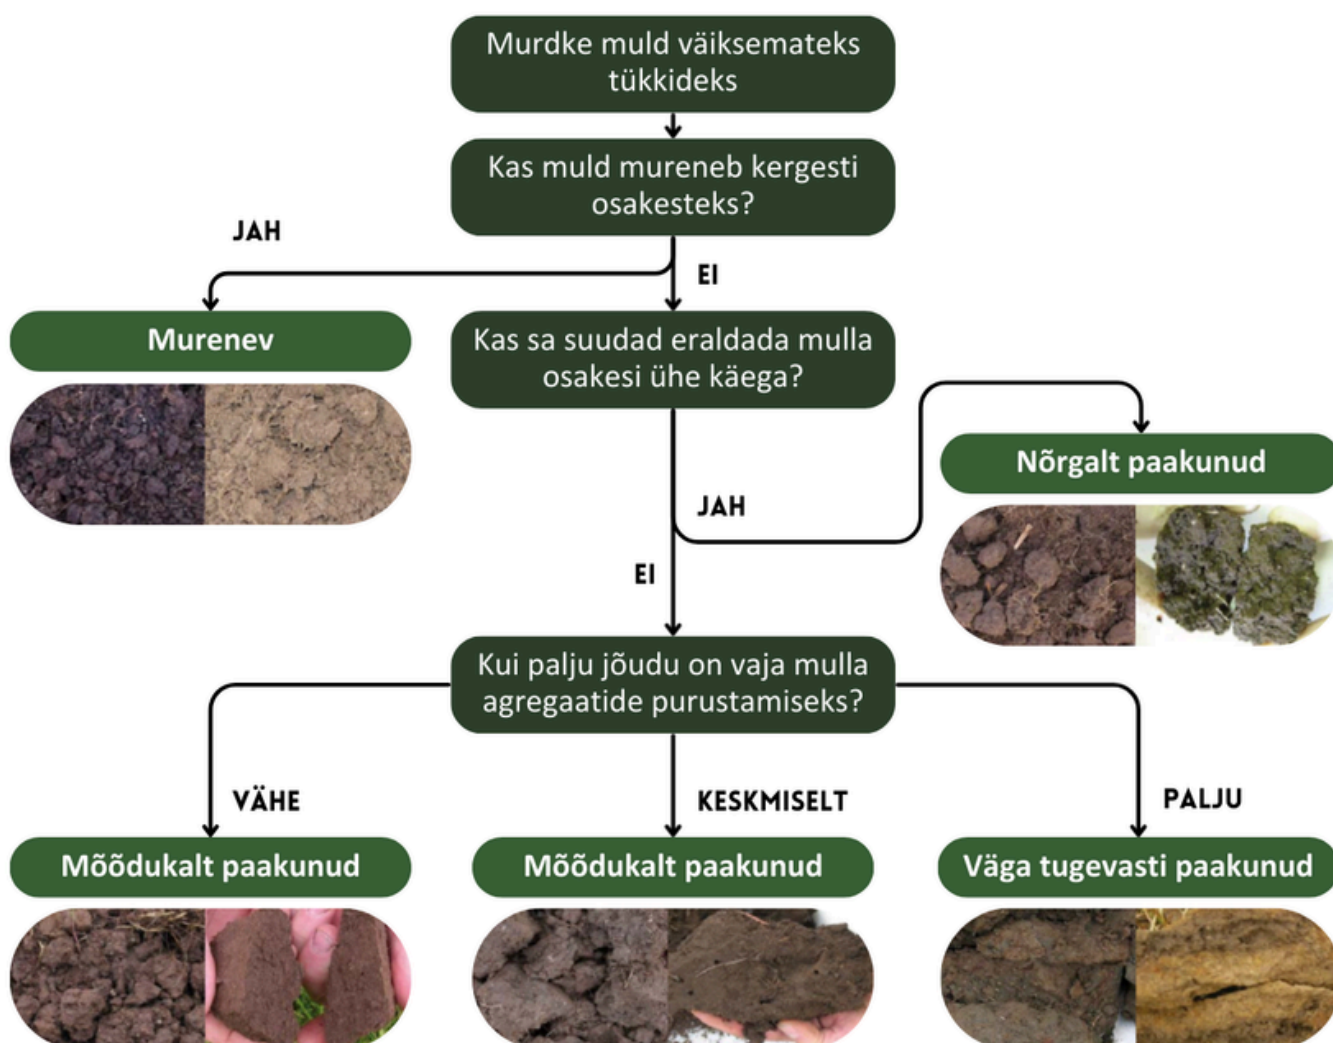 Murdke muld väiksemateks
tükkideks
Kas muld mureneb kergesti
osakesteks?
JAH
EI
Murenev
Kas sa suudad eraldada mulla
osakesi ühe käega?
Nõrgalt paakunud
JAH
EI
Kui palju jõudu on vaja mulla
agregaatide purustamiseks?
VÄHE
KESKMISELT
PALJU
Mõõdukalt paakunud
Mõõdukalt paakunud
Väga tugevasti paakunud